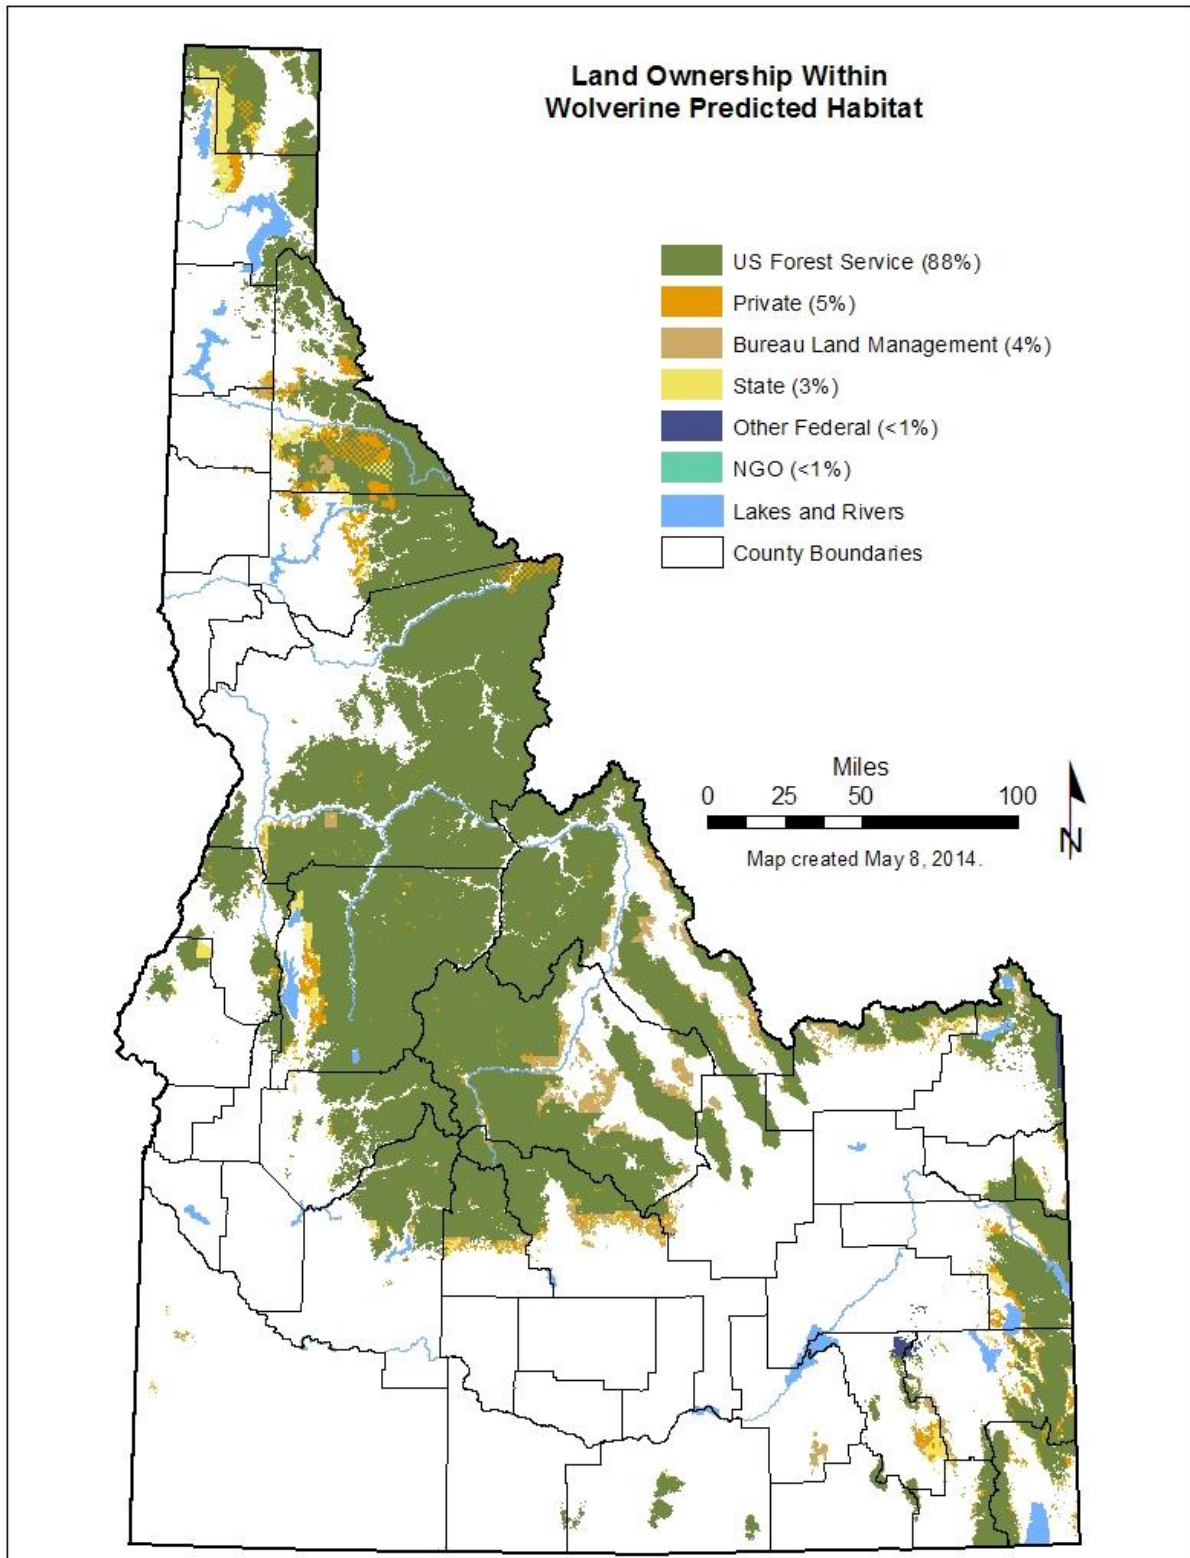 Land Ownership Within
Wolverine Predicted Habitat
US Forest Service (88%)
Private (5%)
Bureau Land Management (4%)
State (3%)
Other Federal (<1%)
NGO (<1%)
Lakes and Rivers
County Boundaries
Miles
0 25 50 100
N
Map created May 8, 2014.